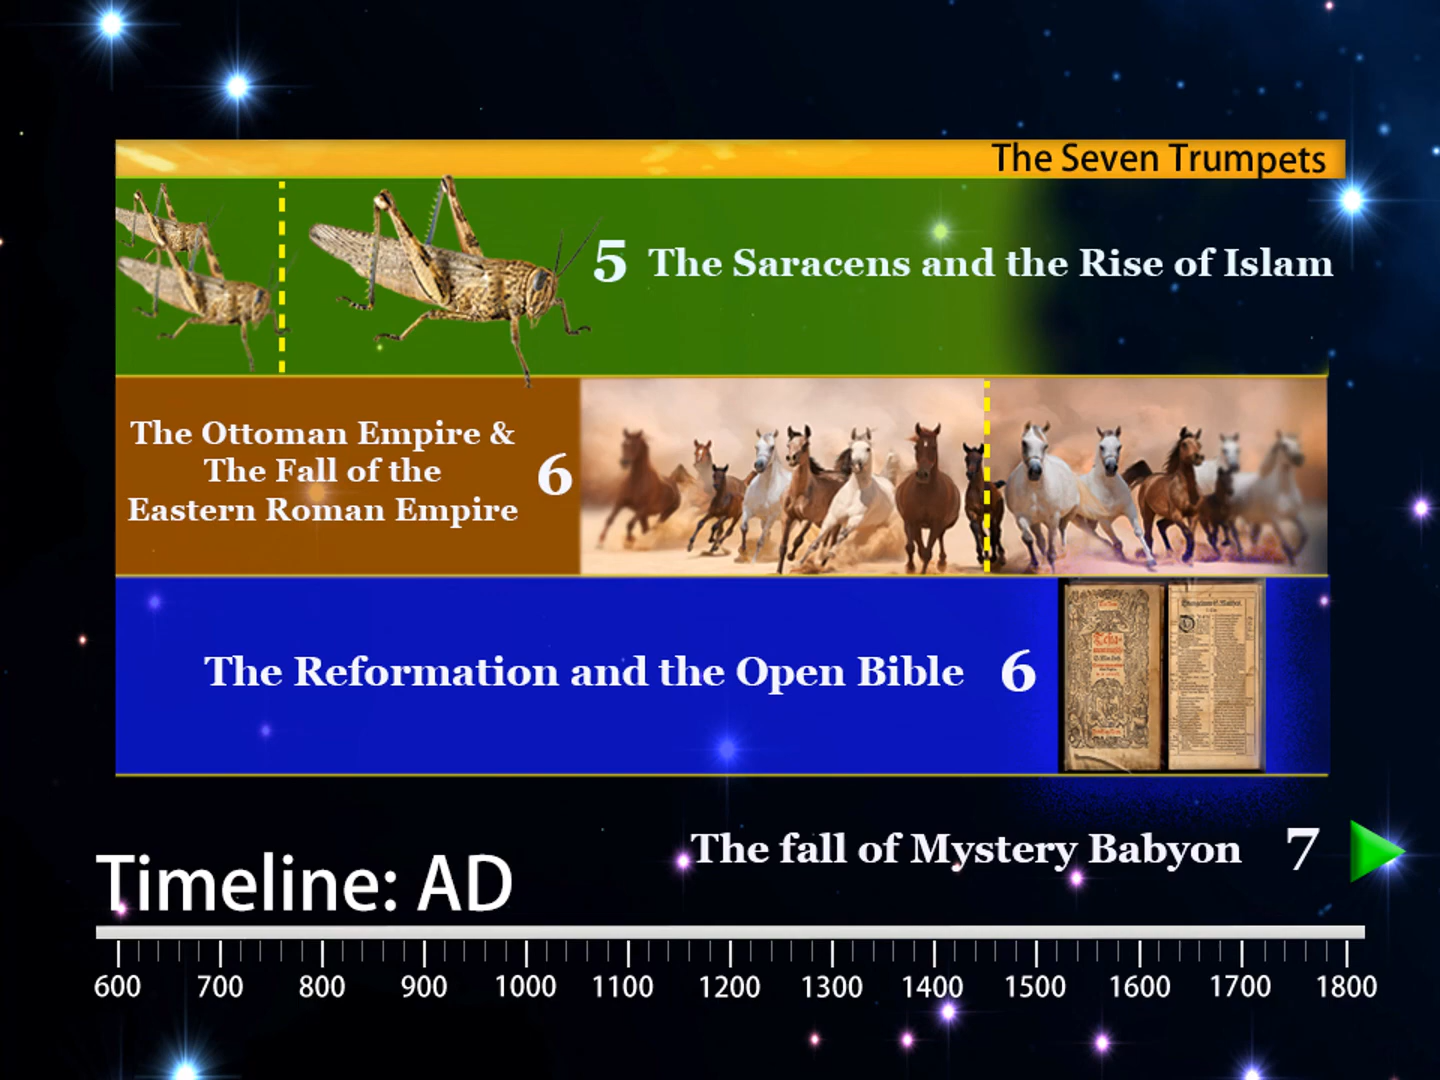 The Seven Trumpets
5 The Saracens and the Rise of Islam
The Ottoman Empire &
The Fall of the
Eastern Roman Empire
6
The Reformation and the Open Bible 6
The fall of Mystery Babyon 7
Timeline: AD
600 700 800 900 1000 1100 1200 1300 1400 1500 1600 1700 1800